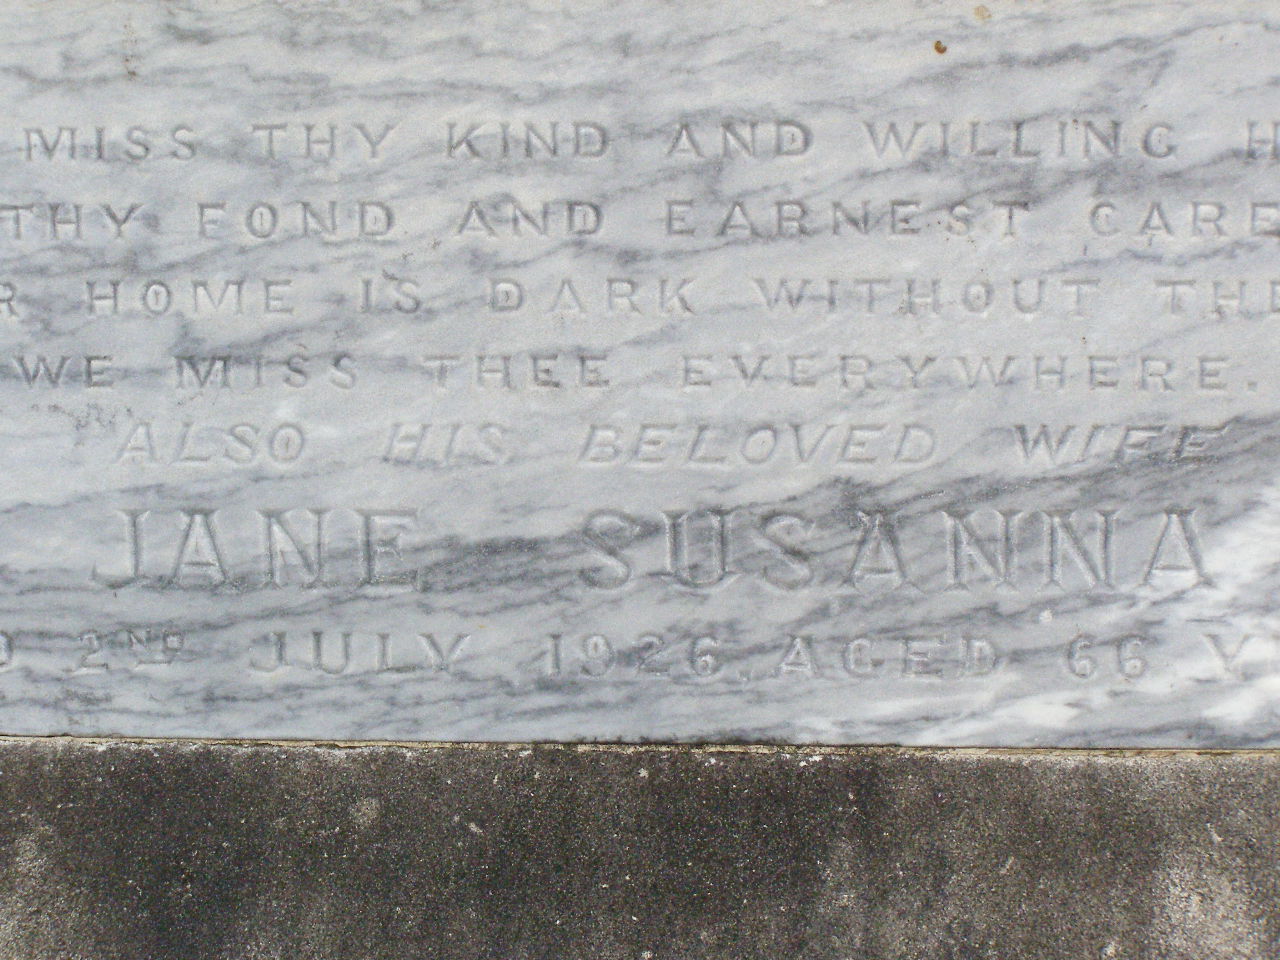 MISS THY KIND AND WILLING H
THY FOND AND EARNEST CARE
R HOME IS DARK WITHOUT THE
WE MISS THEE EVERYWHERE.
ALSO HIS BELOVED WIFE
JANE SUSANNA
D 2ND JULY 1926. AGED 66 Y